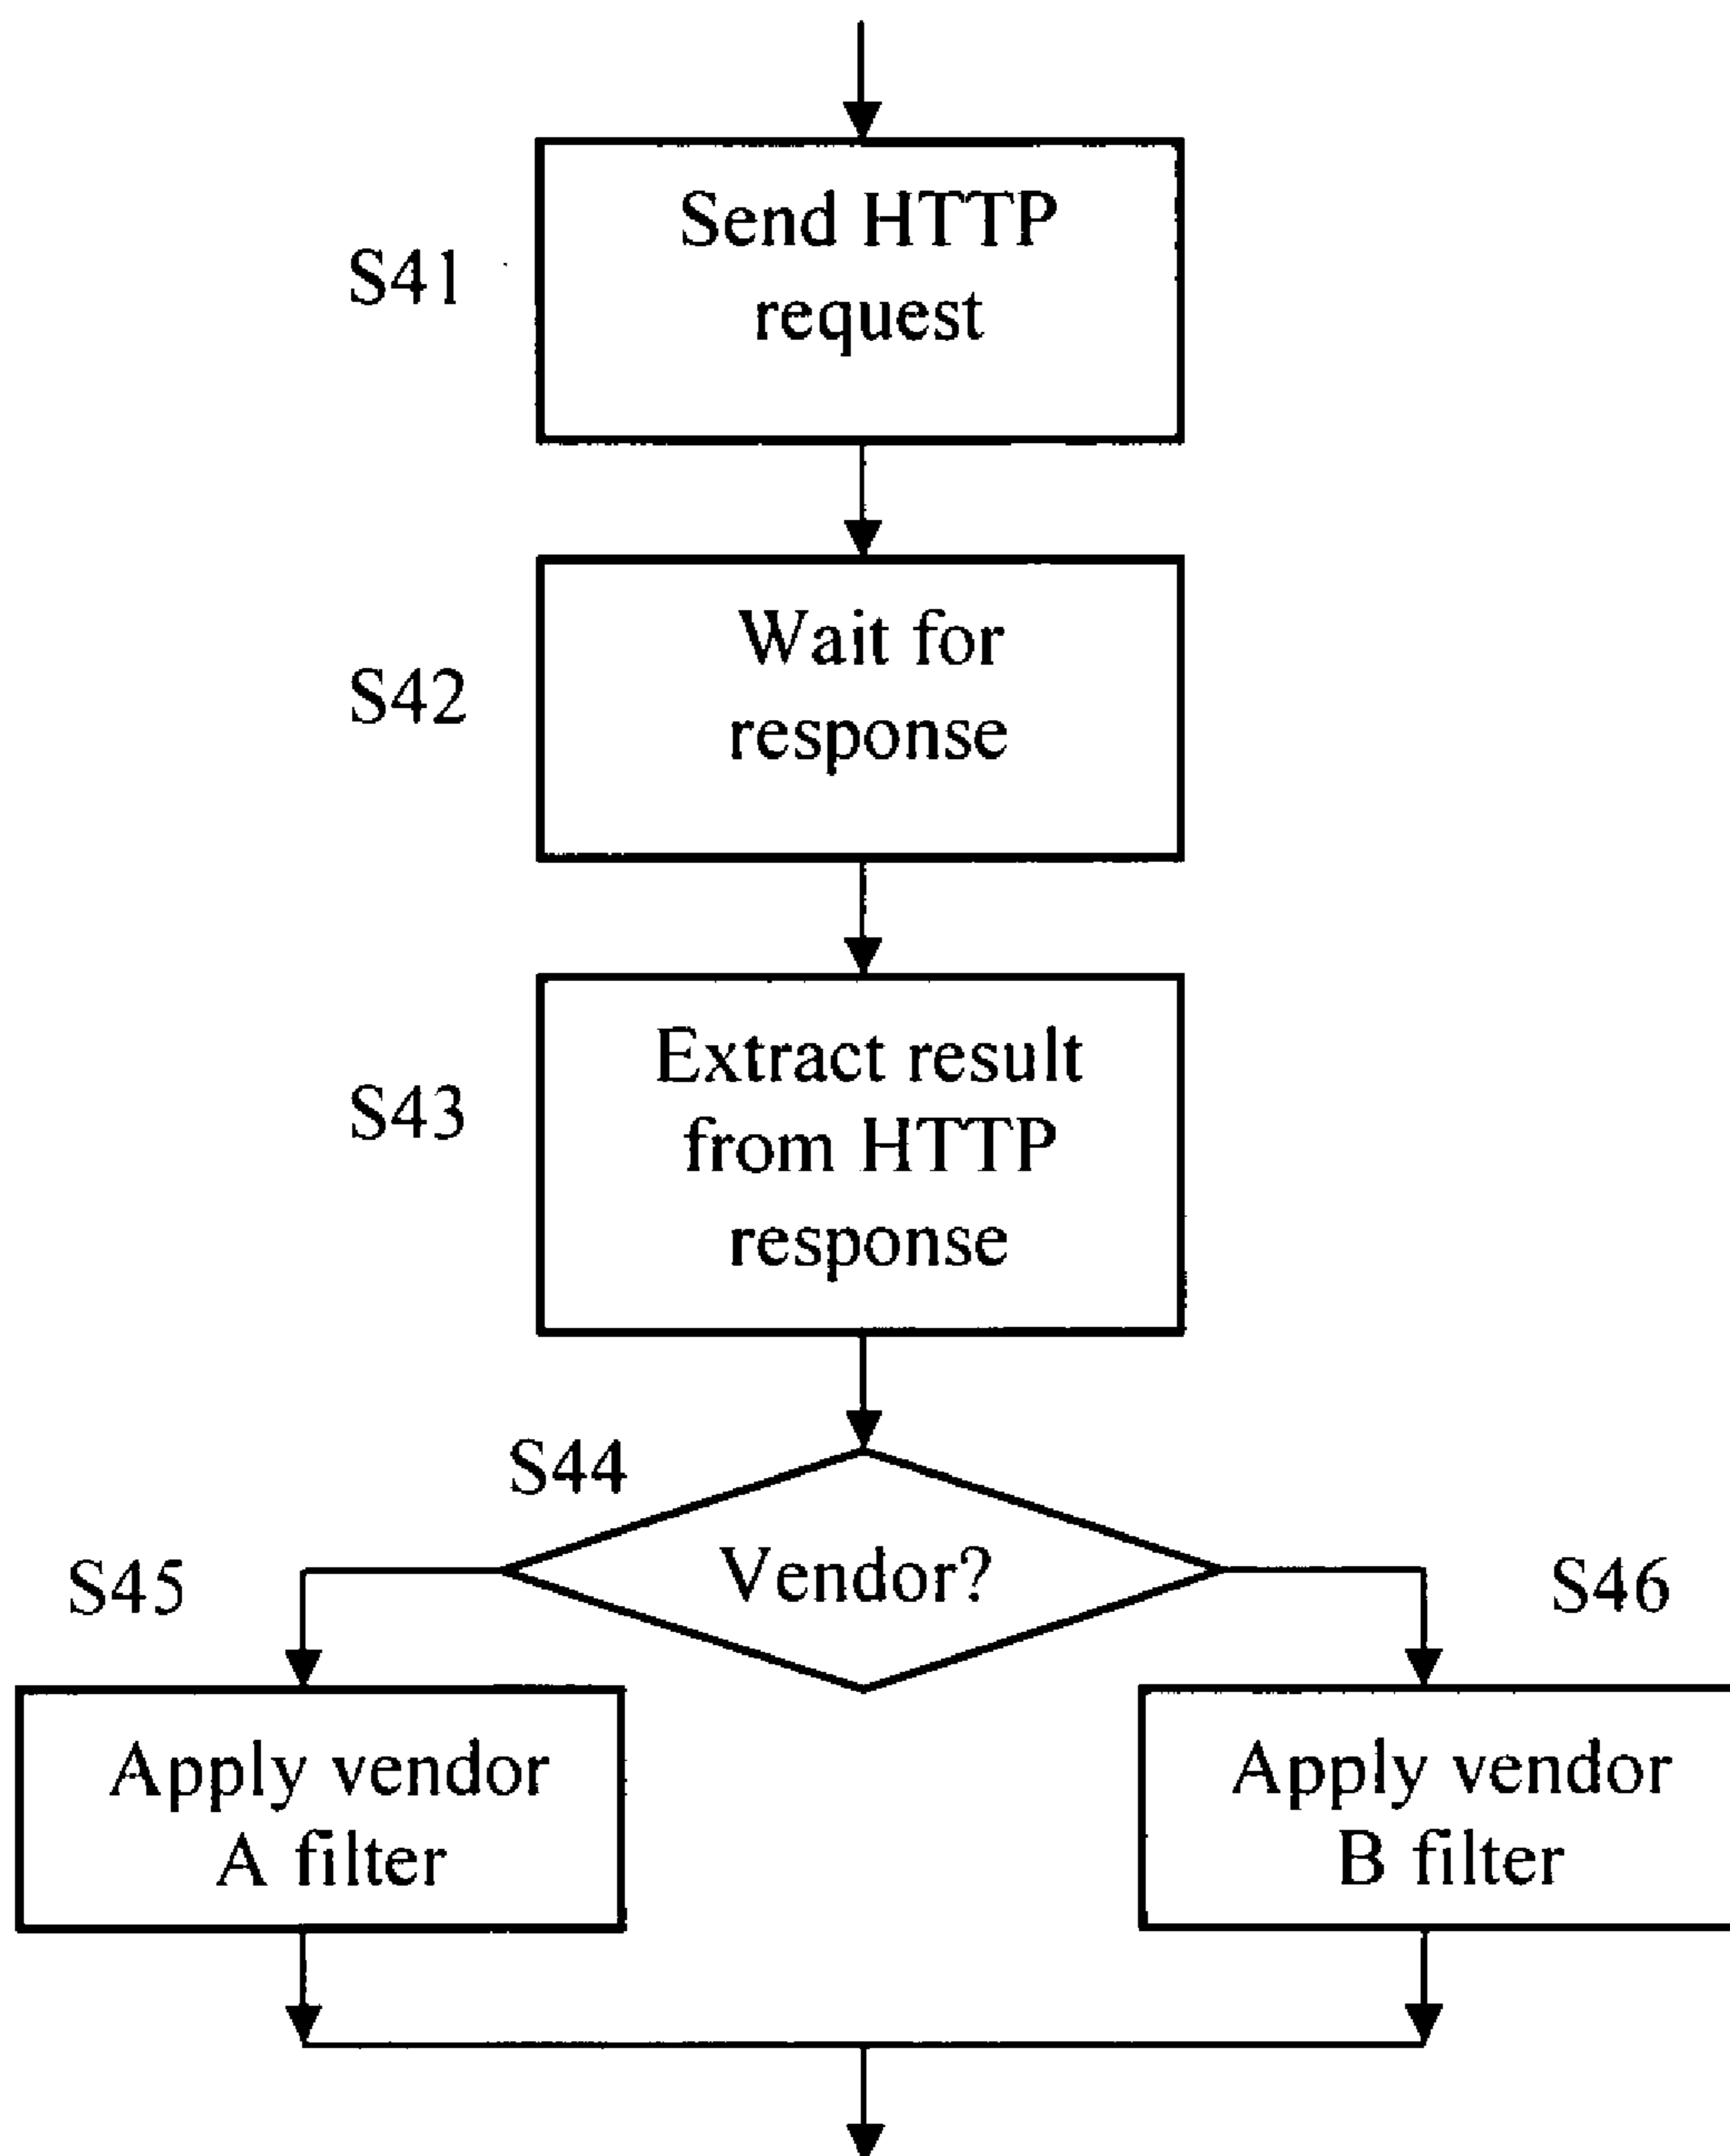 S41
Send HTTP
request
S42
Wait for
response
S43
Extract result
from HTTP
response
S44
Vendor?
S45
S46
Apply vendor
A filter
Apply vendor
B filter